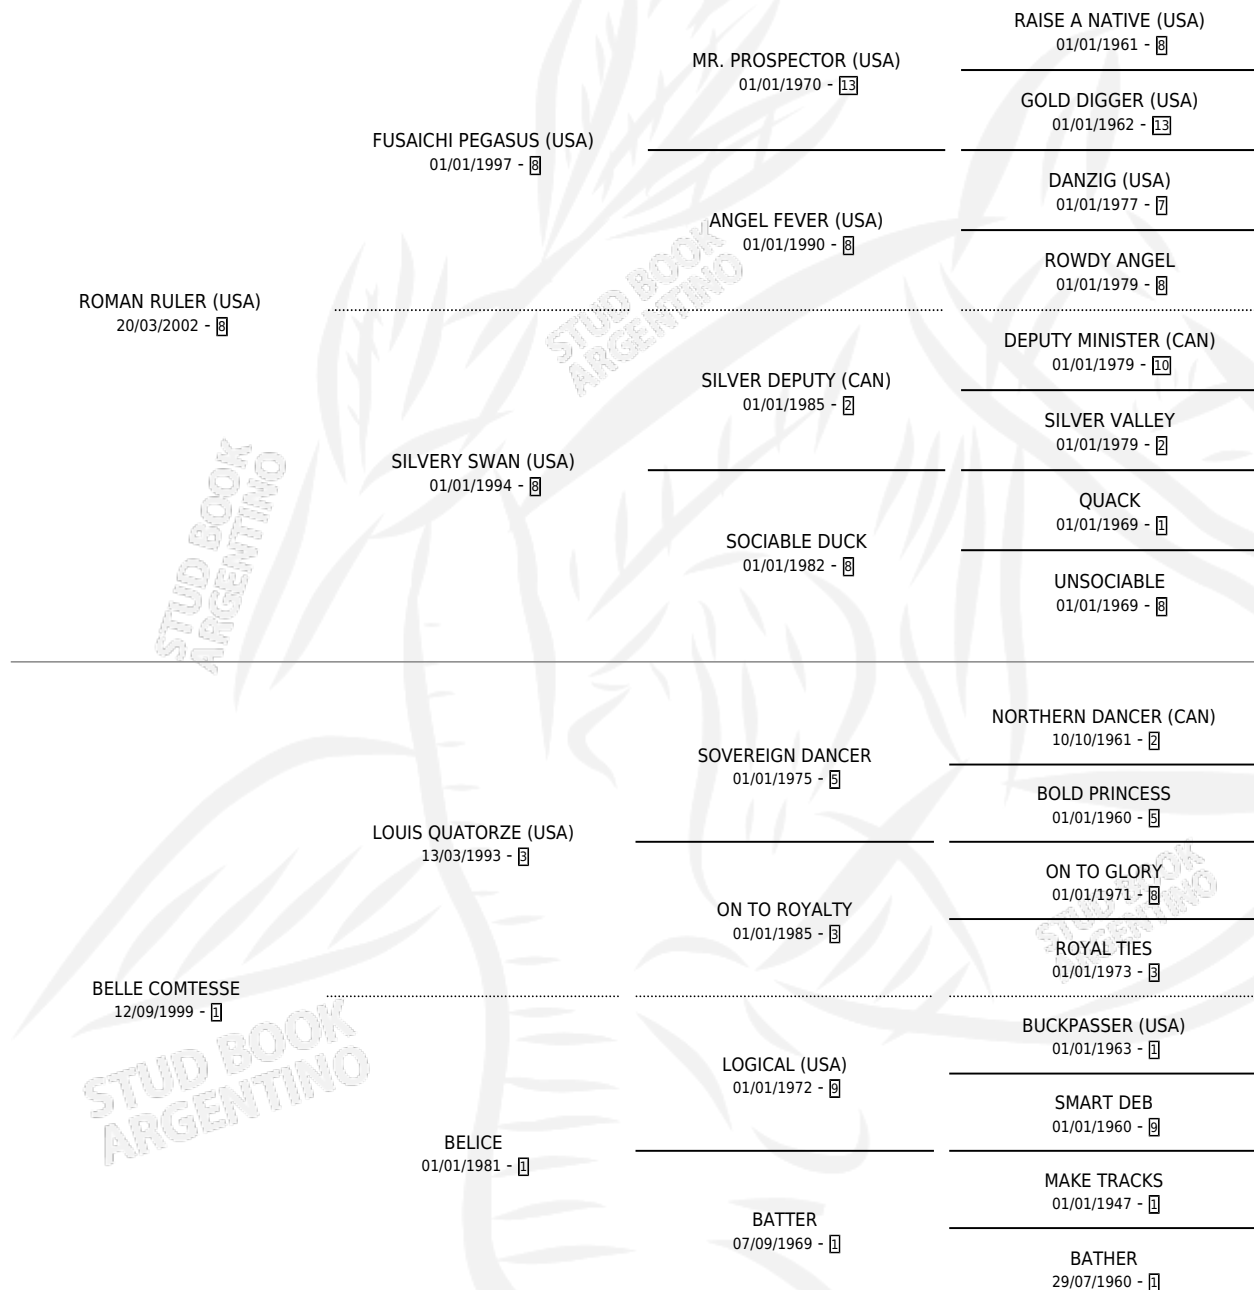 RAISE A NATIVE (USA)
01/01/1961 - 8
MR. PROSPECTOR (USA)
01/01/1970 - 13
GOLD DIGGER (USA)
01/01/1962 - 13
FUSAICHI PEGASUS (USA)
01/01/1997 - 8
DANZIG (USA)
01/01/1977 - 7
ANGEL FEVER (USA)
01/01/1990 - 8
ROWDY ANGEL
01/01/1979 - 8
ROMAN RULER (USA)
20/03/2002 - 8
DEPUTY MINISTER (CAN)
01/01/1979 - 10
SILVER DEPUTY (CAN)
01/01/1985 - 2
SILVER VALLEY
01/01/1979 - 2
SILVERY SWAN (USA)
01/01/1994 - 8
QUACK
01/01/1969 - 1
SOCIABLE DUCK
01/01/1982 - 8
UNSOCIABLE
01/01/1969 - 8
NORTHERN DANCER (CAN)
10/10/1961 - 2
SOVEREIGN DANCER
01/01/1975 - 5
BOLD PRINCESS
01/01/1960 - 5
LOUIS QUATORZE (USA)
13/03/1993 - 3
ON TO GLORY
01/01/1971 - 8
ON TO ROYALTY
01/01/1985 - 3
ROYAL TIES
01/01/1973 - 3
BELLE COMTESSE
12/09/1999 - 1
BUCKPASSER (USA)
01/01/1963 - 1
LOGICAL (USA)
01/01/1972 - 9
SMART DEB
01/01/1960 - 9
BELICE
01/01/1981 - 1
MAKE TRACKS
01/01/1947 - 1
BATTER
07/09/1969 - 1
BATHER
29/07/1960 - 1
STUD BOOK
ARGENTINO
STUD BOOK
ARGENTINO
STUD BOOK
ARGENTINO
STUD BOOK
ARGENTINO